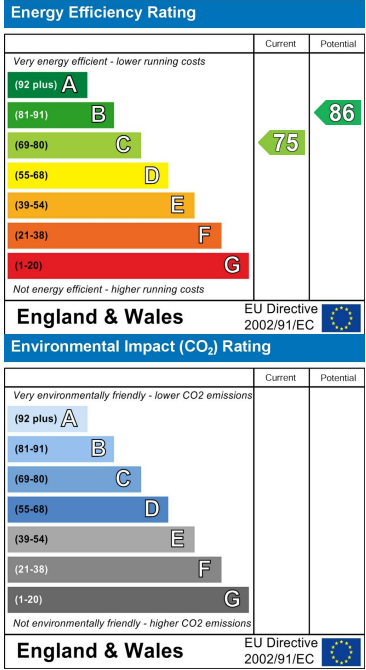 Energy Efficiency Rating
Current Potential
Very energy efficient - lower running costs
(92 plus) A
(81-91) B
86
(69-80) C
75
(55-68) D
(39-54) E
(21-38) F
(1-20) G
Not energy efficient - higher running costs
England & Wales
EU Directive
2002/91/EC
Environmental Impact (CO₂) Rating
Current Potential
Very environmentally friendly - lower CO2 emissions
(92 plus) A
(81-91) B
(69-80) C
(55-68) D
(39-54) E
(21-38) F
(1-20) G
Not environmentally friendly - higher CO2 emissions
England & Wales
EU Directive
2002/91/EC